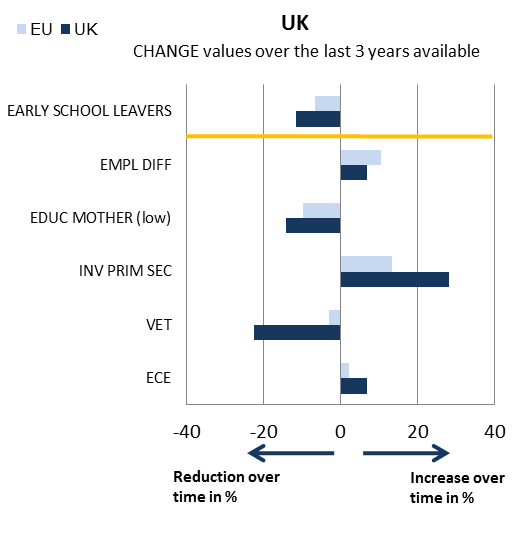 UK
EU UK
CHANGE values over the last 3 years available
EARLY SCHOOL LEAVERS
EMPL DIFF
EDUC MOTHER (low)
INV PRIM SEC
VET
ECE
-40 -20 0 20 40
Reduction over
time in %
Increase over
time in %